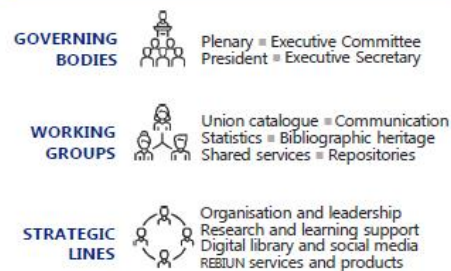 GOVERNING
BODIES
Plenary ▪ Executive Committee
President ▪ Executive Secretary
WORKING
GROUPS
Union catalogue ▪ Communication
Statistics ▪ Bibliographic heritage
Shared services ▪ Repositories
STRATEGIC
LINES
Organisation and leadership
Research and learning support
Digital library and social media
REBIUN services and products